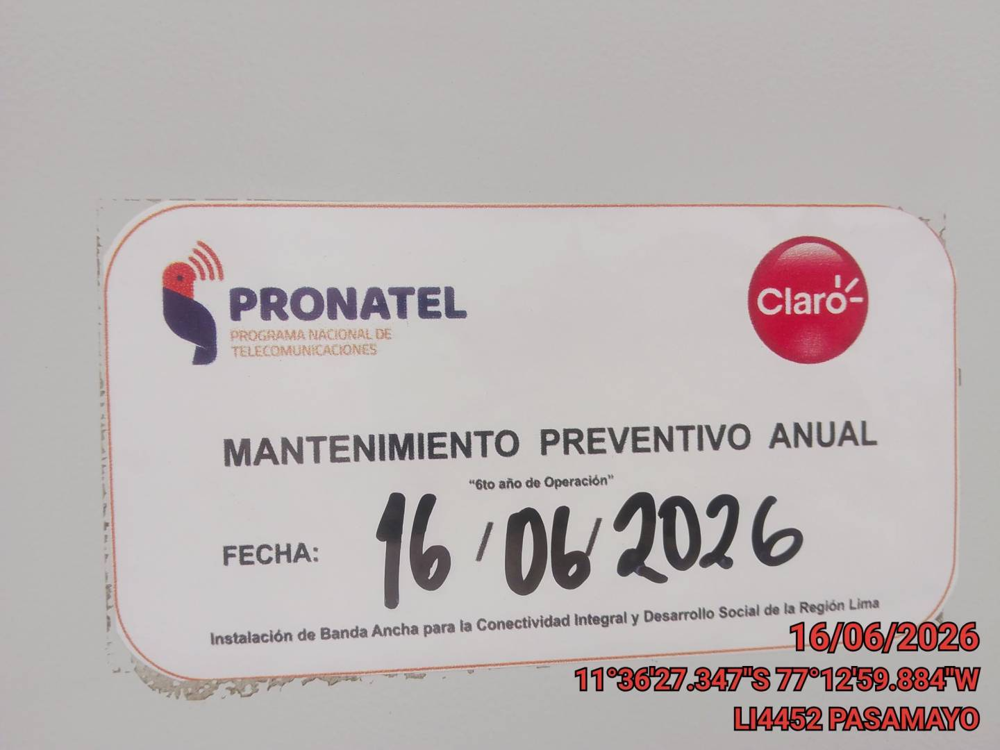 PRONATEL
PROGRAMA NACIONAL DE
TELECOMUNICACIONES
Claro
MANTENIMIENTO PREVENTIVO ANUAL
“6to año de Operación”
FECHA: 16/06/2026
Instalación de Banda Ancha para la Conectividad Integral y Desarrollo Social de la Región Lima
16/06/2026
11°36'27.347"S 77°12'59.884"W
LI4452 PASAMAYO